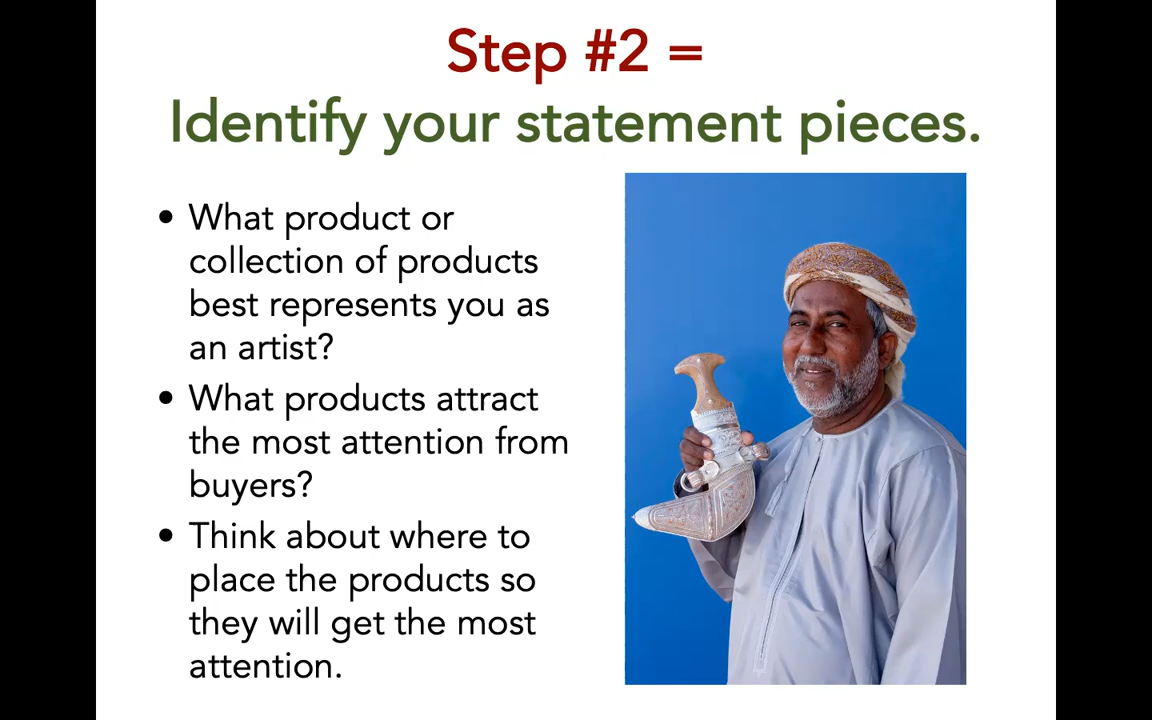 Step #2 =
Identify your statement pieces.
• What product or
collection of products
best represents you as
an artist?
• What products attract
the most attention from
buyers?
• Think about where to
place the products so
they will get the most
attention.